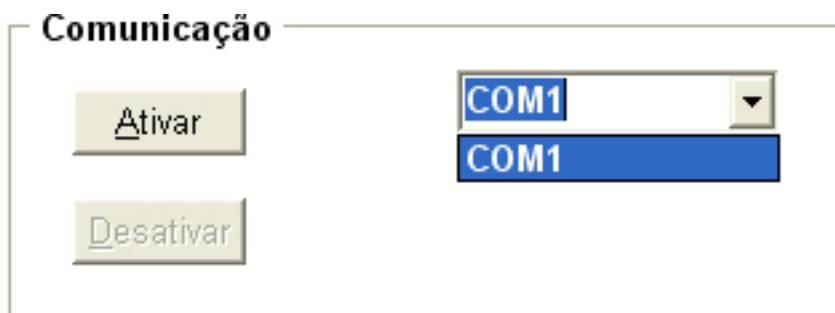 Comunicação
Ativar
COM1
COM1
Desativar